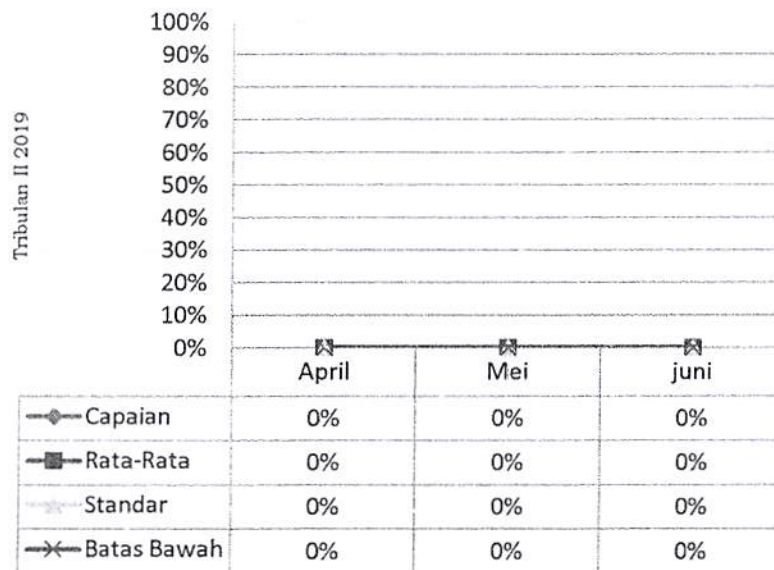 Tribulan II 2019
100%
90%
80%
70%
60%
50%
40%
30%
20%
10%
0%
April Mei juni
Capaian 0% 0% 0%
Rata-Rata 0% 0% 0%
Standar 0% 0% 0%
Batas Bawah 0% 0% 0%